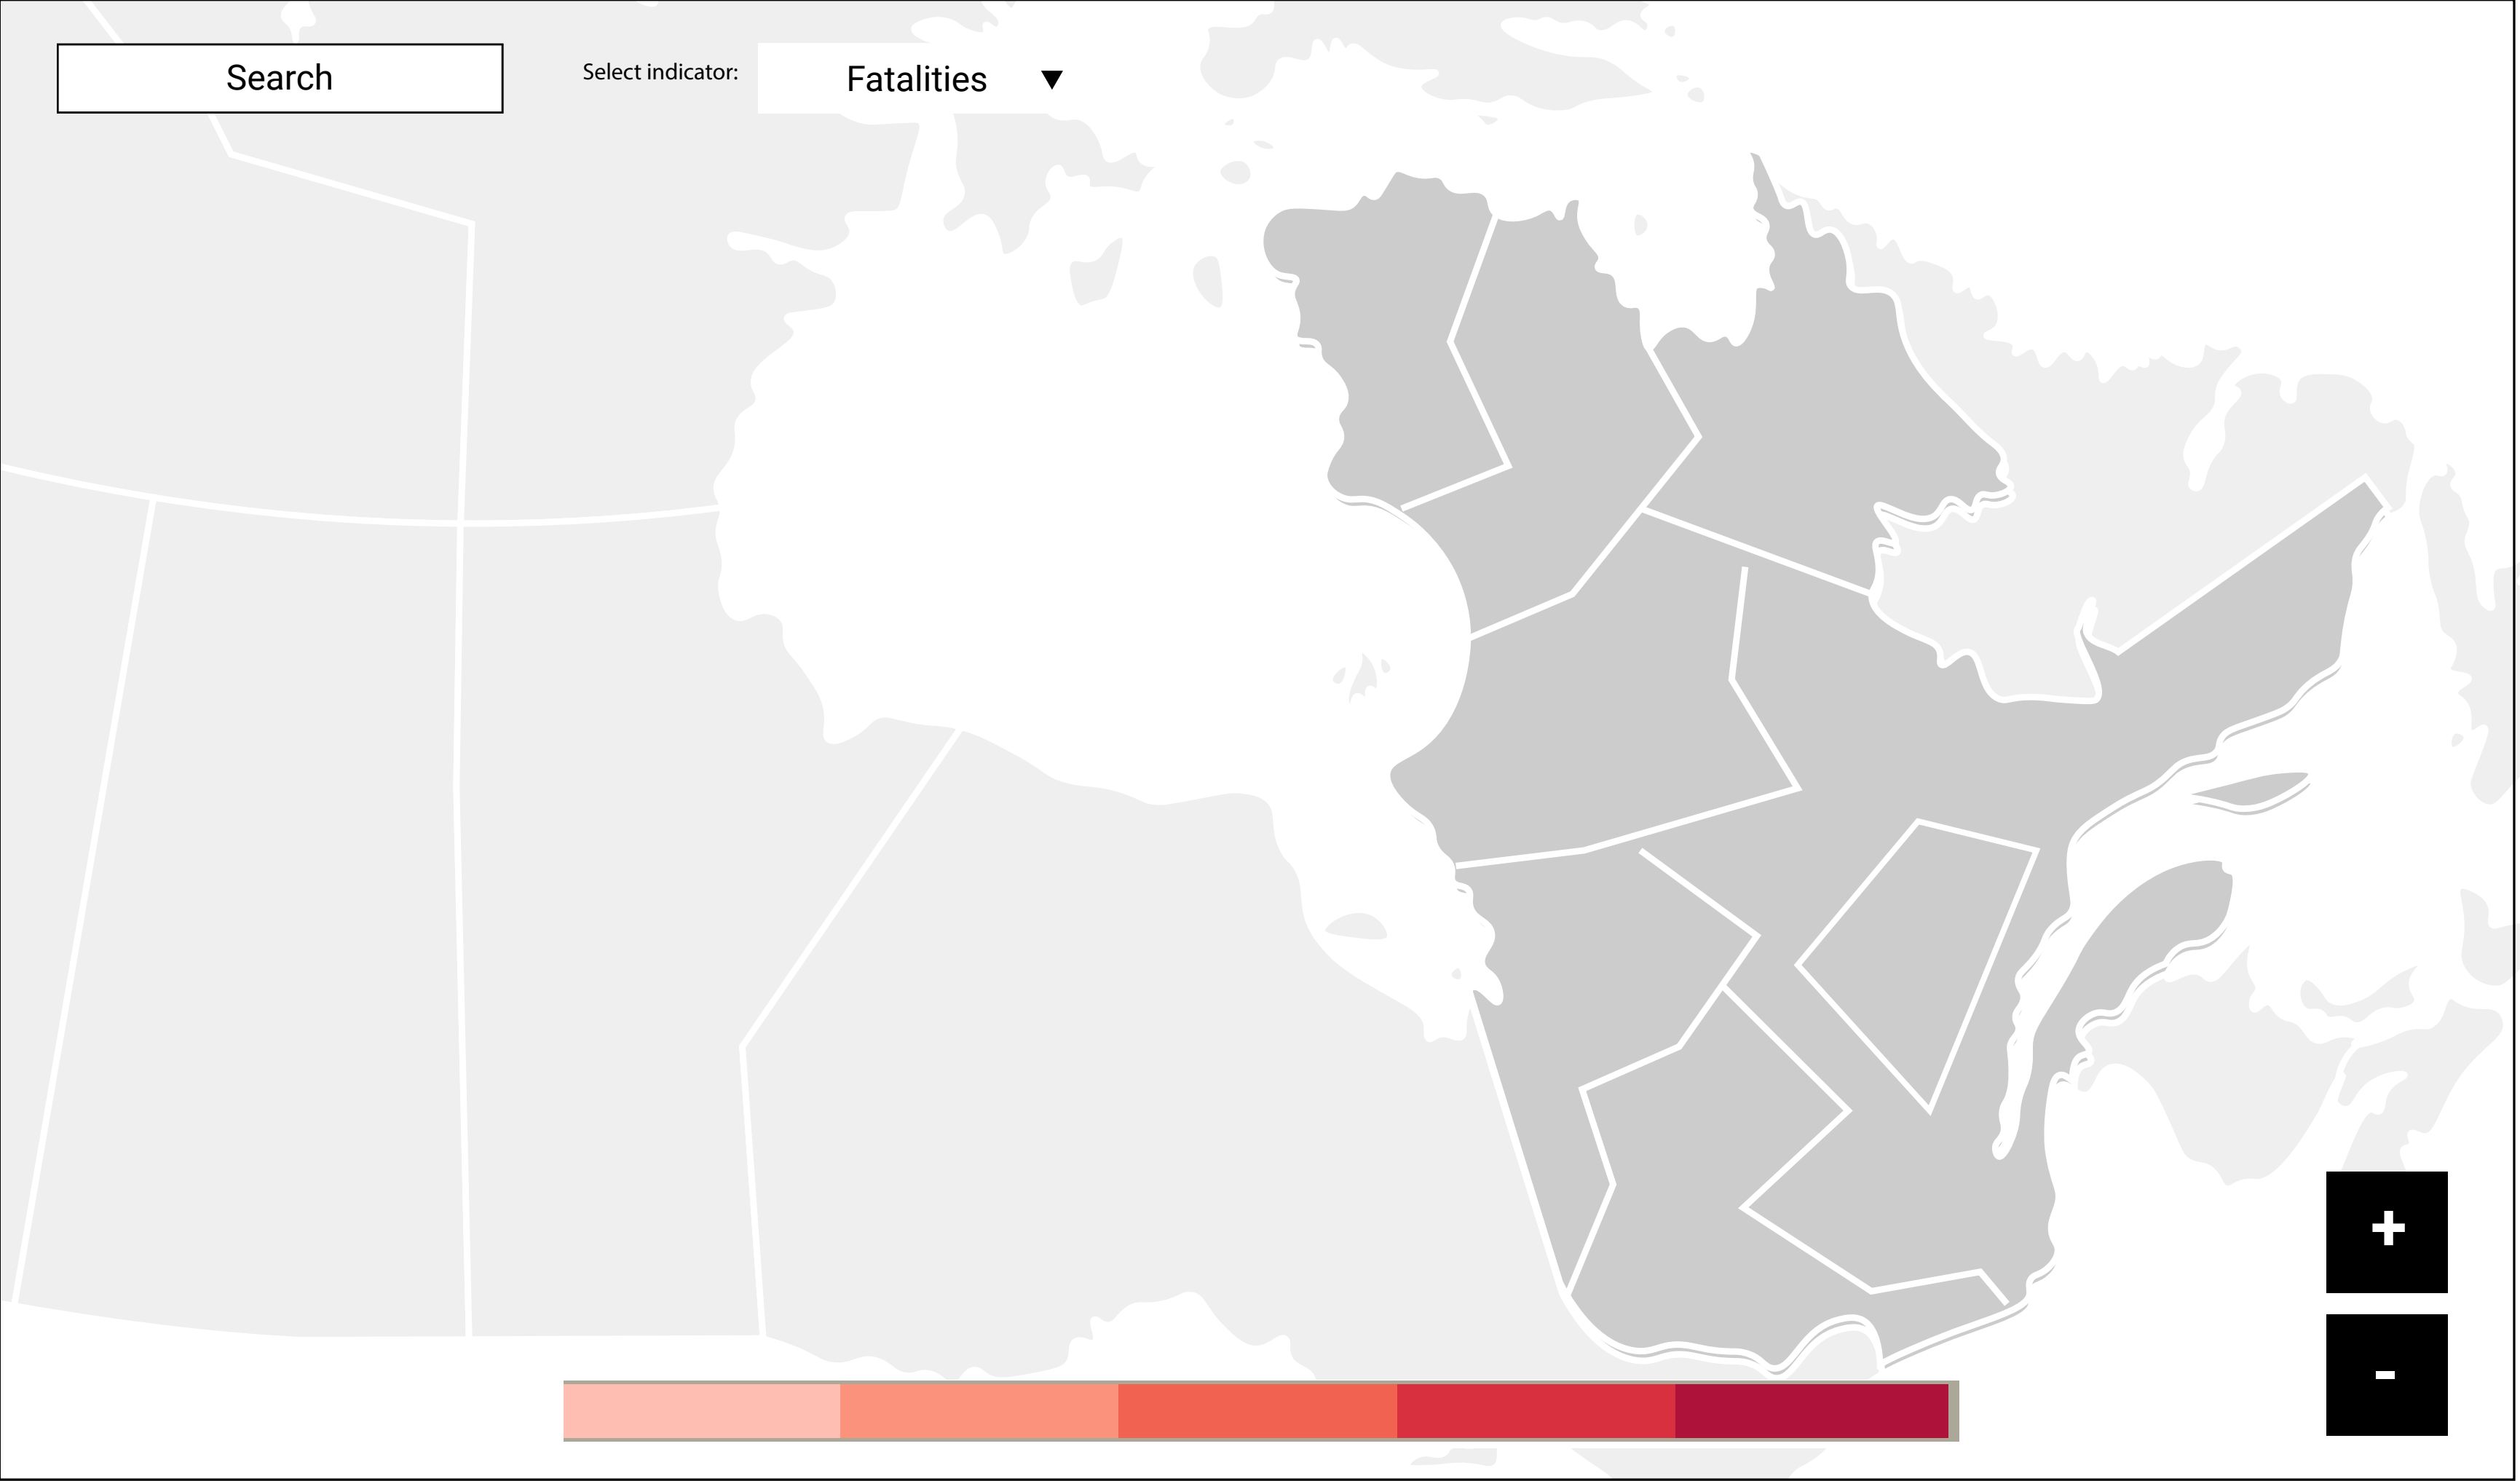 Search
Select indicator:
Fatalities ▼
+
-